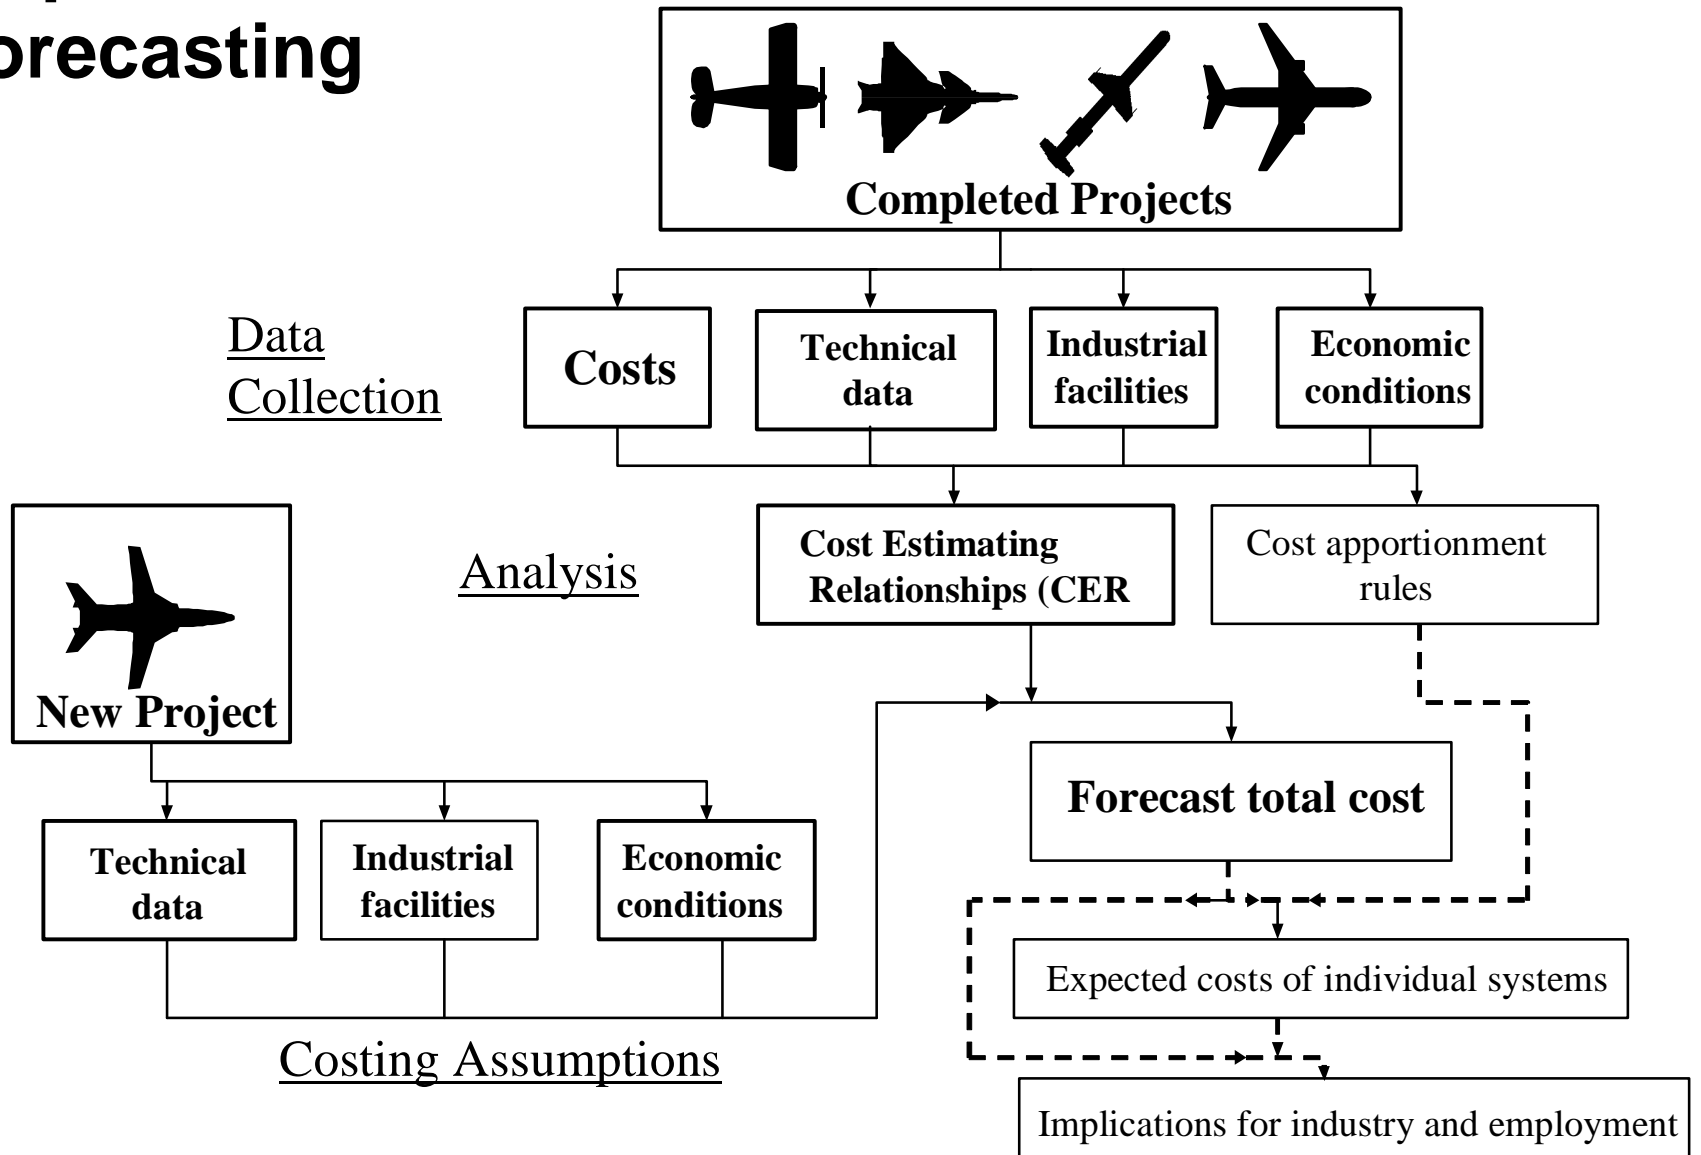 orecasting
Completed Projects
Data
Collection
Costs
Technical
data
Industrial
facilities
Economic
conditions
New Project
Analysis
Cost Estimating
Relationships (CER
Cost apportionment
rules
Forecast total cost
Technical
data
Industrial
facilities
Economic
conditions
Expected costs of individual systems
Costing Assumptions
Implications for industry and employment